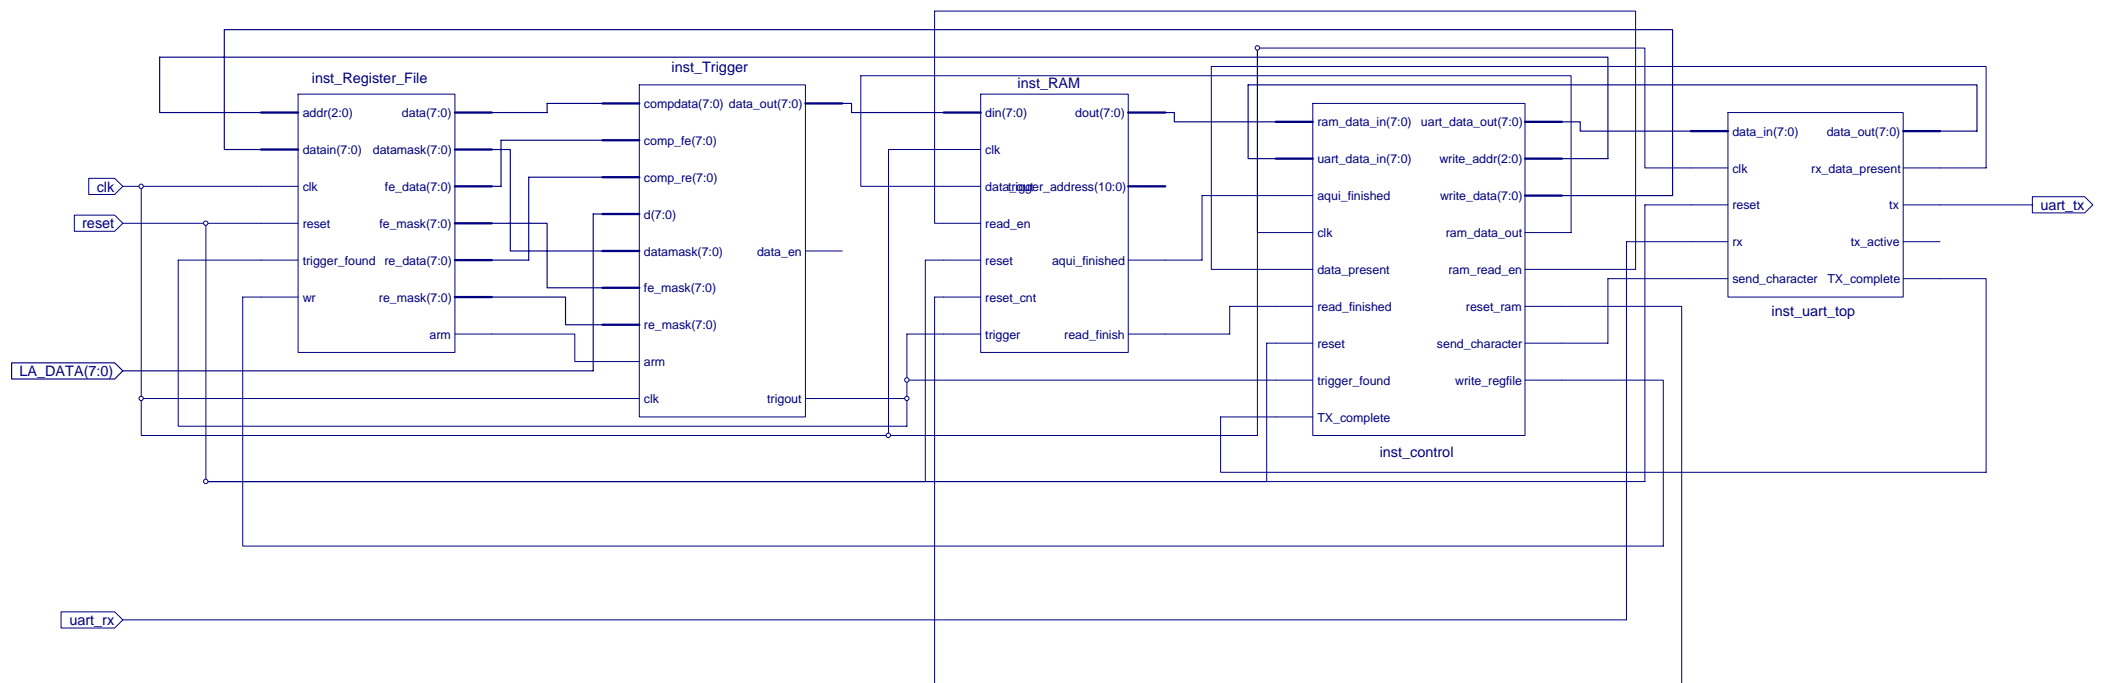 inst_Register_File
addr(2:0)
datain(7:0)
clk
reset
trigger_found
wr
data(7:0)
datamask(7:0)
fe_data(7:0)
fe_mask(7:0)
re_data(7:0)
re_mask(7:0)
arm
clk
reset
LA_DATA(7:0)
uart_rx
inst_Trigger
compdata(7:0)
comp_fe(7:0)
comp_re(7:0)
d(7:0)
datamask(7:0)
fe_mask(7:0)
re_mask(7:0)
arm
clk
data_out(7:0)
data_en
trigout
inst_RAM
din(7:0)
clk
data_out
read_en
reset
reset_cnt
trigger
dout(7:0)
trigger_address(10:0)
aqui_finished
read_finish
ram_data_in(7:0)
uart_data_in(7:0)
aqui_finished
clk
data_present
read_finished
reset
trigger_found
TX_complete
uart_data_out(7:0)
write_addr(2:0)
write_data(7:0)
ram_data_out
ram_read_en
reset_ram
send_character
write_regfile
inst_control
data_in(7:0)
clk
reset
rx
send_character
data_out(7:0)
rx_data_present
tx
tx_active
TX_complete
inst_uart_top
uart_tx